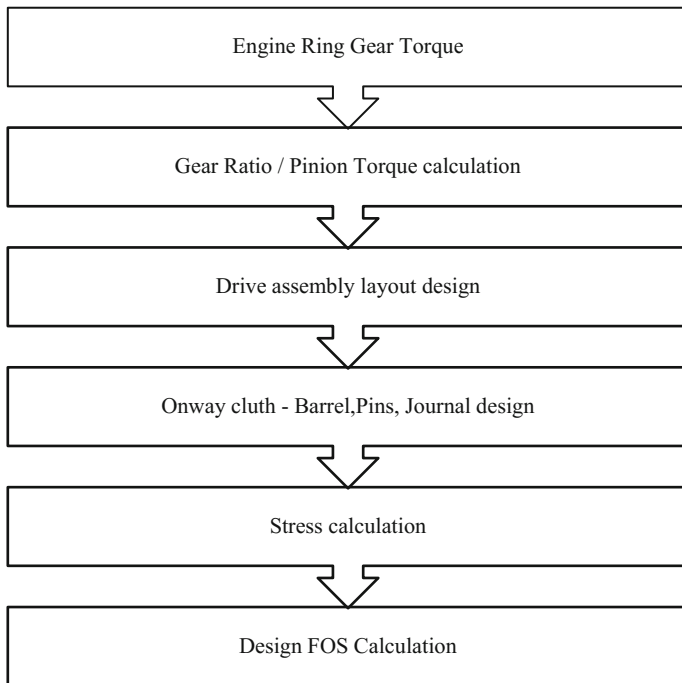 Engine Ring Gear Torque
Gear Ratio / Pinion Torque calculation
Drive assembly layout design
Onway cluth - Barrel,Pins, Journal design
Stress calculation
Design FOS Calculation